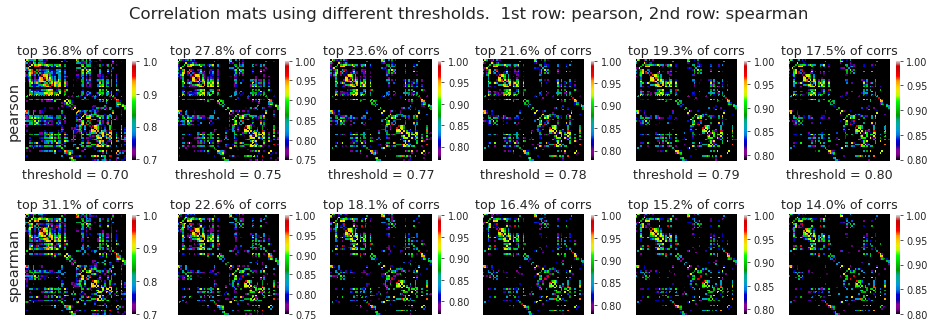 Correlation mats using different thresholds.  1st row: pearson, 2nd row: spearman
top 36.8% of corrs
top 27.8% of corrs
top 23.6% of corrs
top 21.6% of corrs
top 19.3% of corrs
top 17.5% of corrs
pearson
1.0
0.9
0.8
0.7
1.00
0.95
0.90
0.85
0.80
0.75
1.00
0.95
0.90
0.85
0.80
1.00
0.95
0.90
0.85
0.80
1.00
0.95
0.90
0.85
0.80
1.00
0.95
0.90
0.85
0.80
threshold = 0.70
threshold = 0.75
threshold = 0.77
threshold = 0.78
threshold = 0.79
threshold = 0.80
top 31.1% of corrs
top 22.6% of corrs
top 18.1% of corrs
top 16.4% of corrs
top 15.2% of corrs
top 14.0% of corrs
spearman
1.0
0.9
0.8
0.7
1.00
0.95
0.90
0.85
0.80
0.75
1.00
0.95
0.90
0.85
0.80
1.00
0.95
0.90
0.85
0.80
1.00
0.95
0.90
0.85
0.80
1.00
0.95
0.90
0.85
0.80